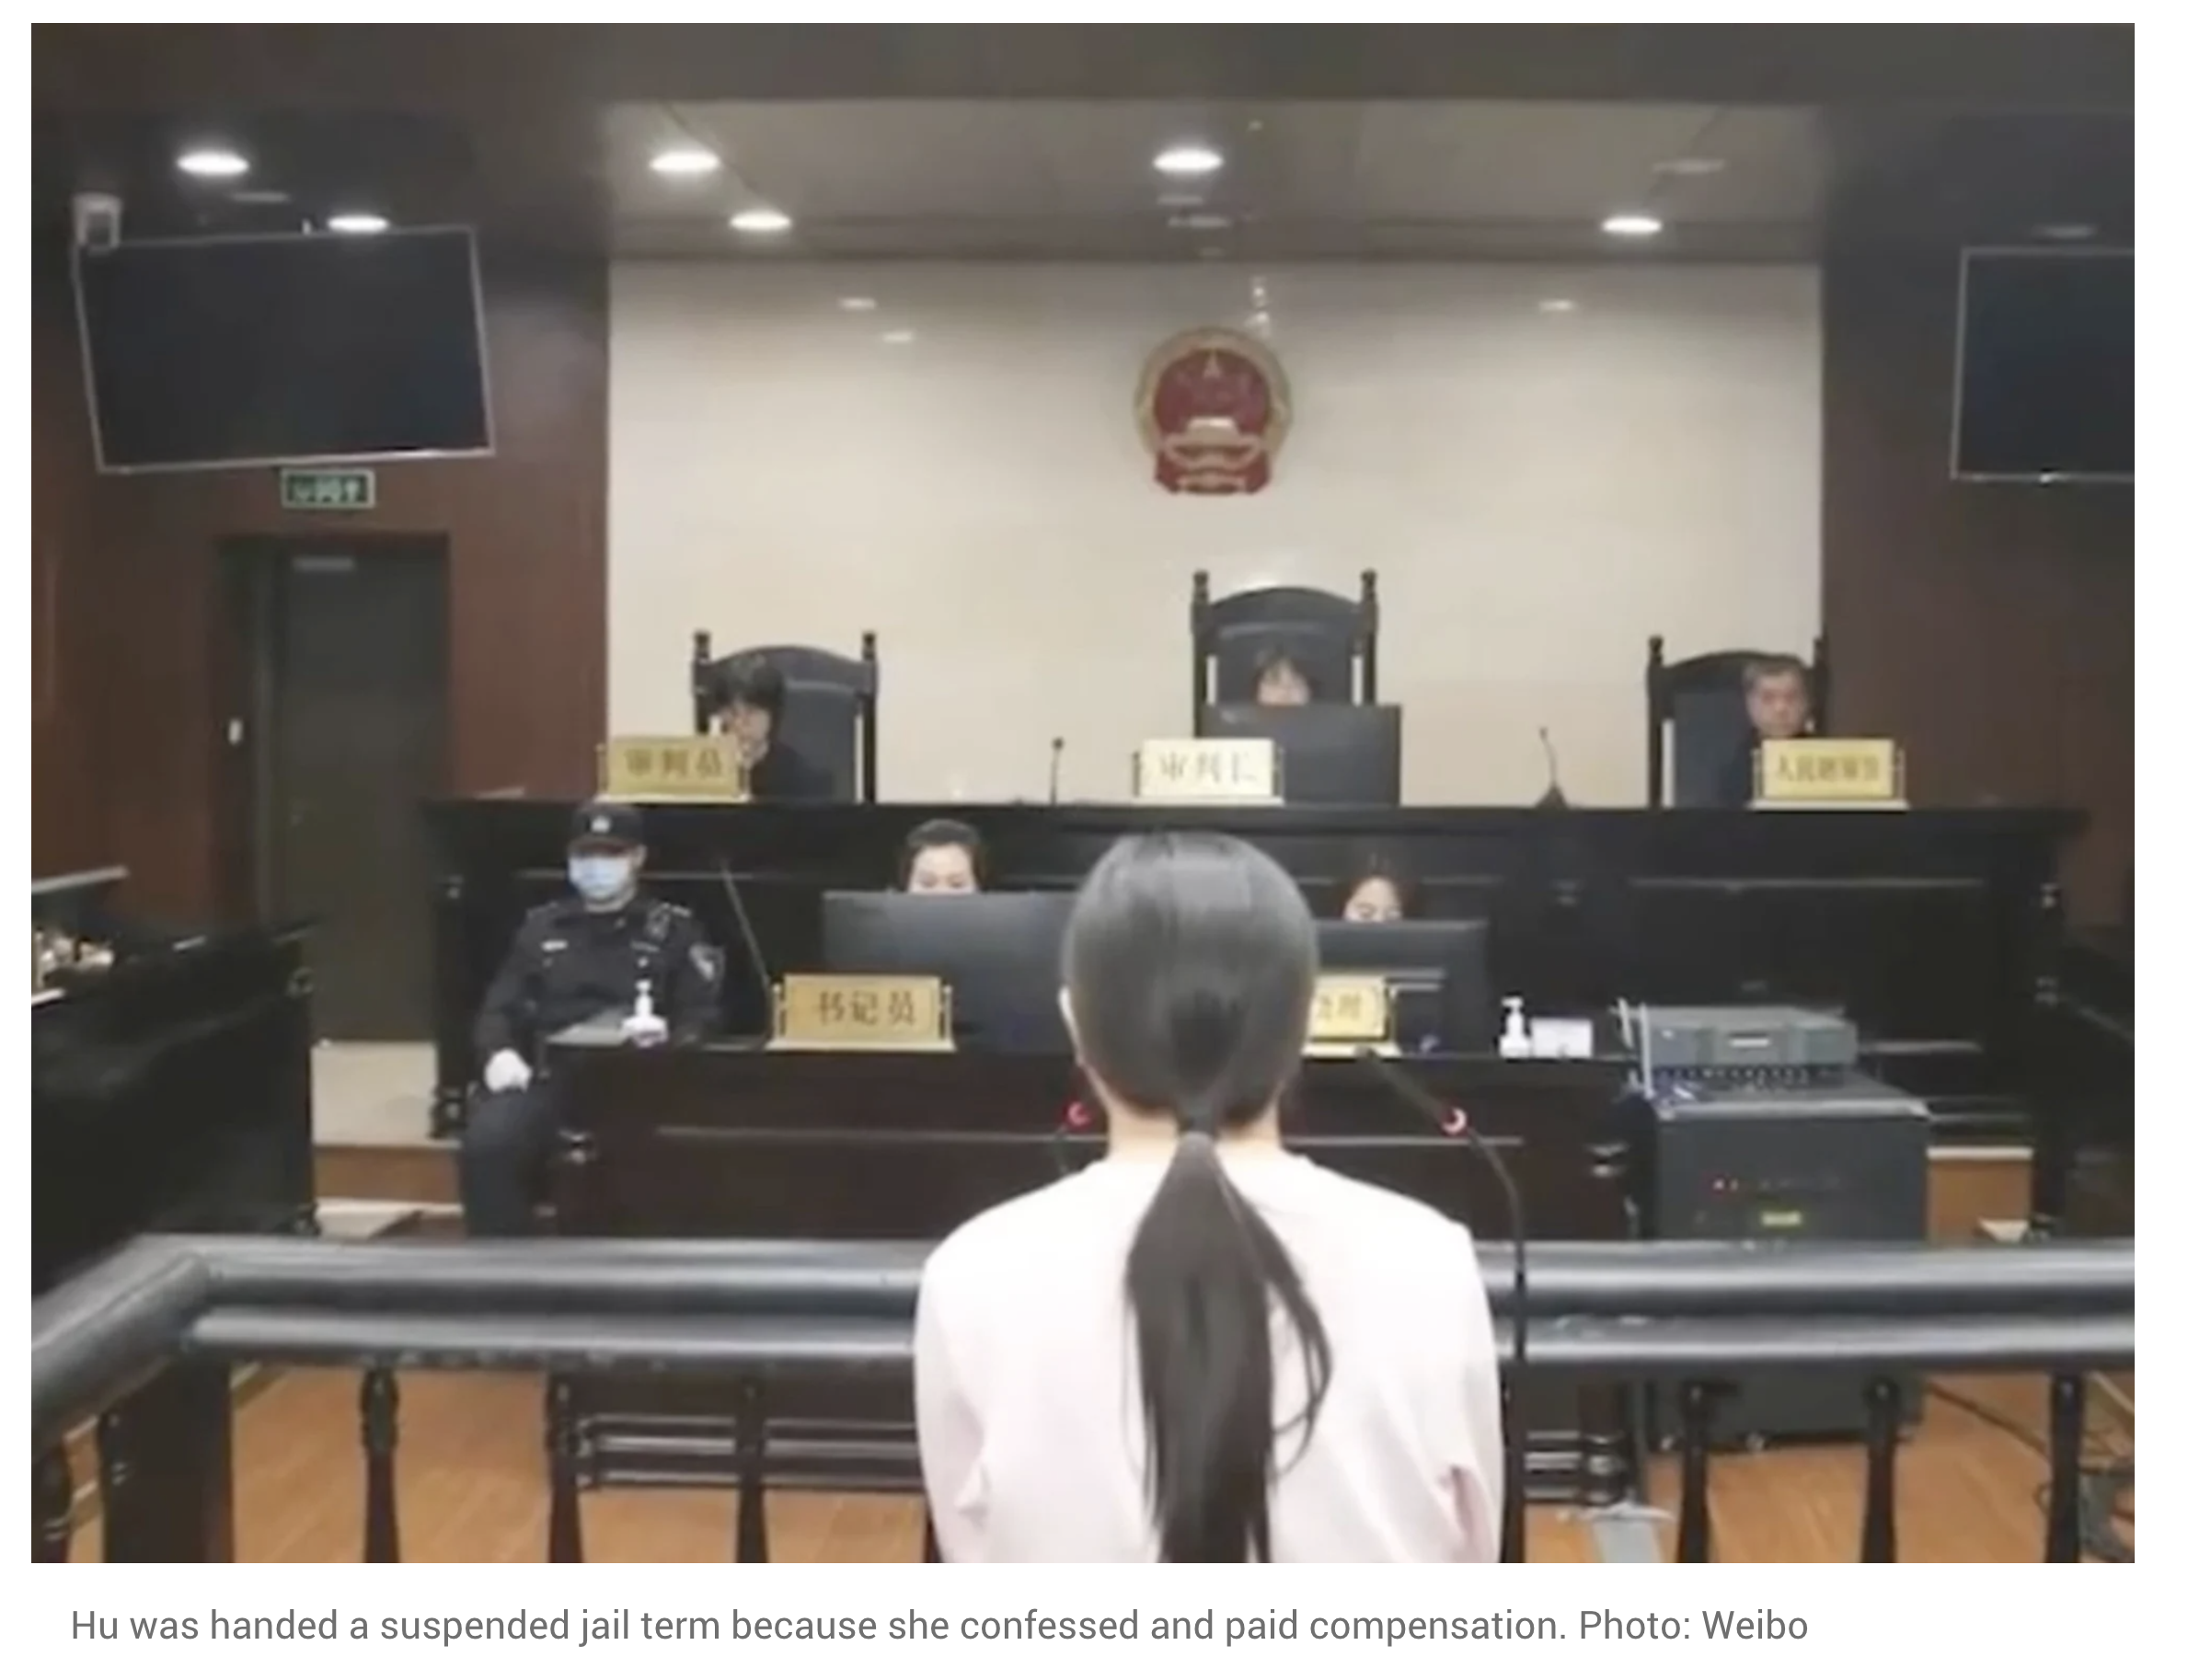 审判员
审判长
人民陪审员
书记员
Hu was handed a suspended jail term because she confessed and paid compensation. Photo: Weibo